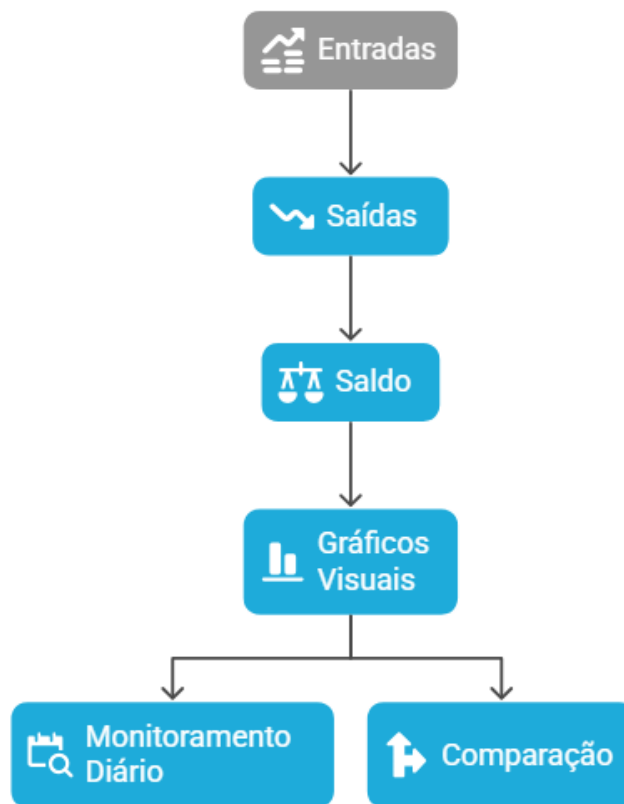 Entradas
Saídas
Saldo
Gráficos
Visuais
Monitoramento
Diário
Comparação